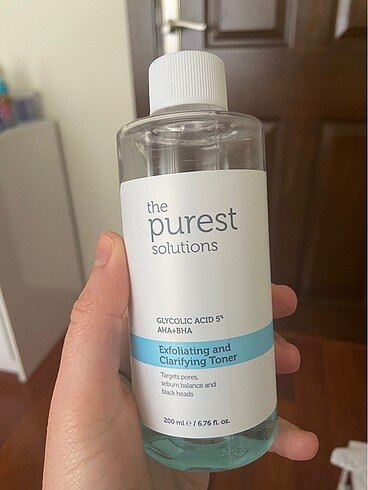 the
purest
solutions
GLYCOLIC ACID 5%
AHA+BHA
Exfoliating and
Clarifying Toner
Targets pores,
sebum balance and
black heads
200 ml ℮ / 6.76 fl. oz.